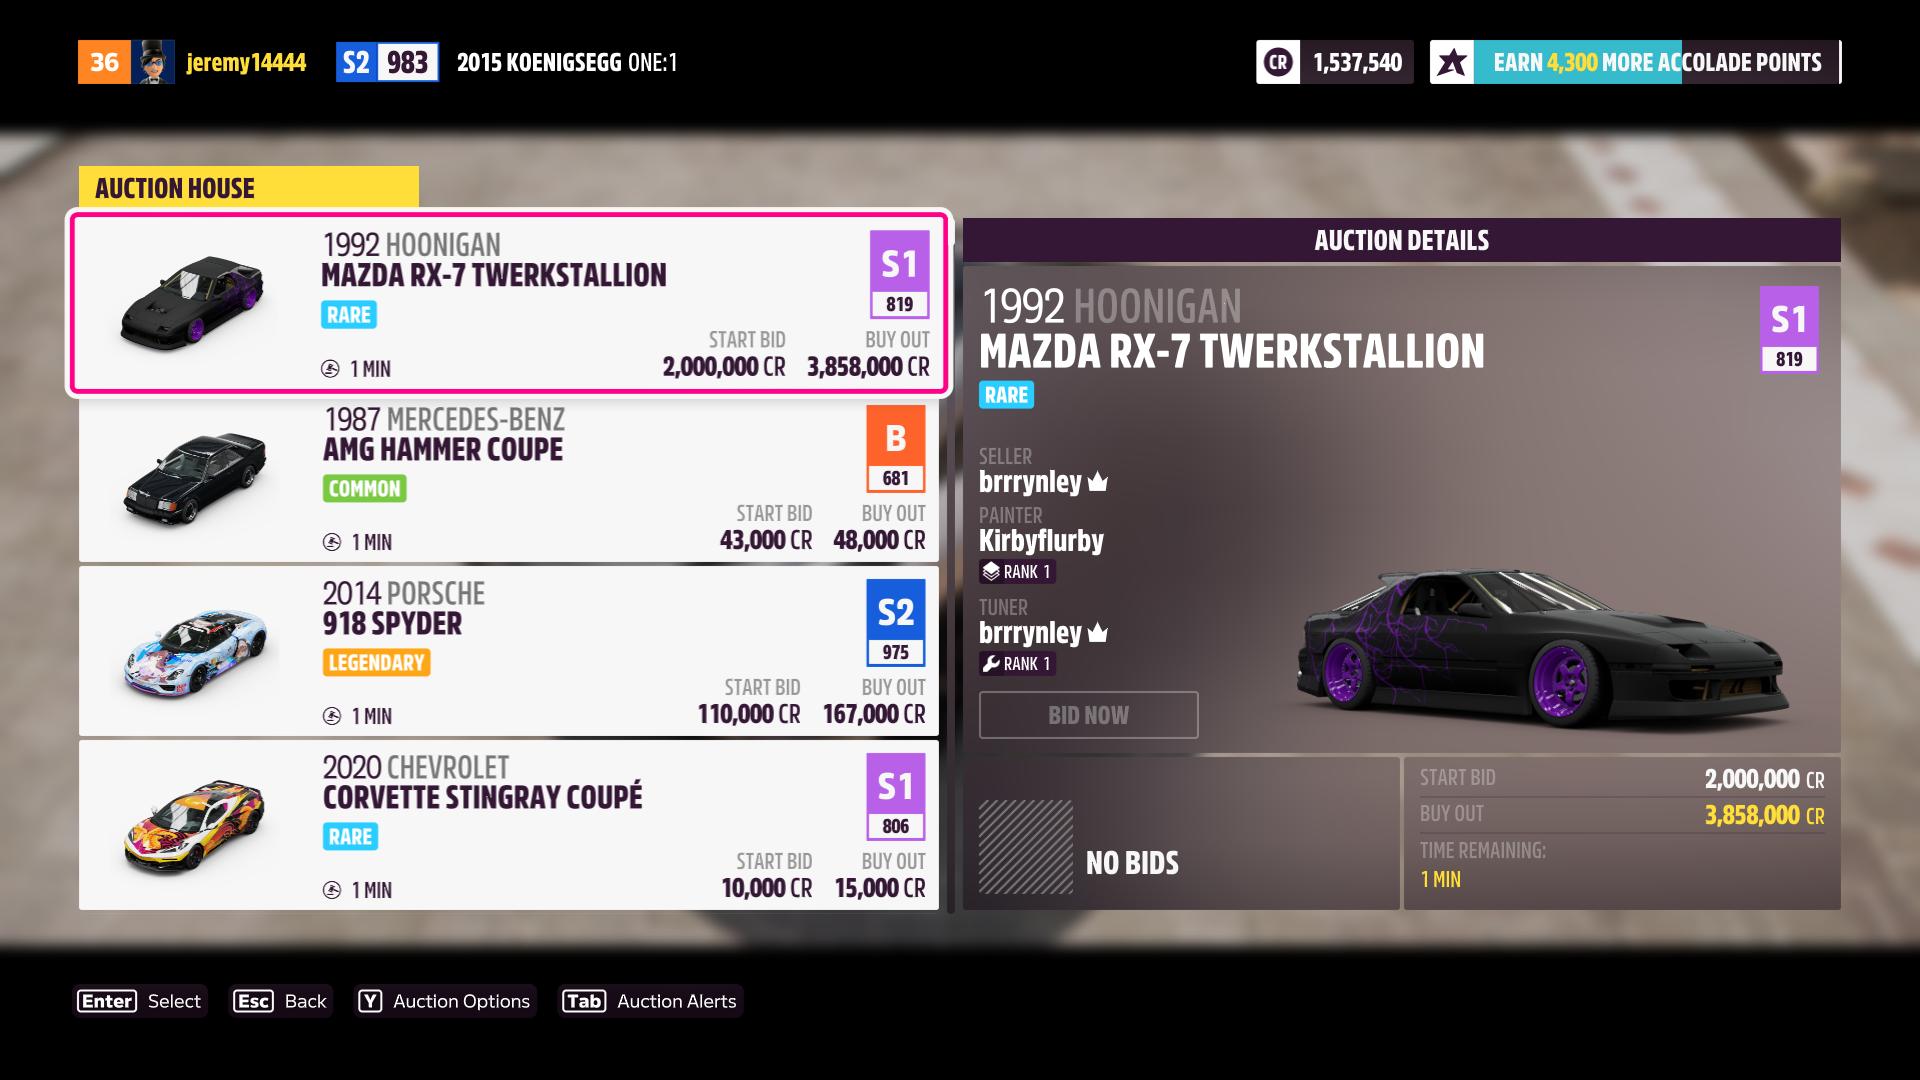 36 jeremy14444 S2 983 2015 KOENIGSEGG ONE:1
CR 1,537,540 EARN 4,300 MORE ACCOLADE POINTS
AUCTION HOUSE
1992 HOONIGAN
MAZDA RX-7 TWERKSTALLION
RARE
S1
819
START BID BUY OUT
1 MIN 2,000,000 CR 3,858,000 CR
1987 MERCEDES-BENZ
AMG HAMMER COUPE
COMMON
B
681
START BID BUY OUT
1 MIN 43,000 CR 48,000 CR
2014 PORSCHE
918 SPYDER
LEGENDARY
S2
975
START BID BUY OUT
1 MIN 110,000 CR 167,000 CR
2020 CHEVROLET
CORVETTE STINGRAY COUPÉ
RARE
S1
806
START BID BUY OUT
1 MIN 10,000 CR 15,000 CR
AUCTION DETAILS
1992 HOONIGAN
MAZDA RX-7 TWERKSTALLION
RARE
S1
819
SELLER
brrrynley
PAINTER
Kirbyflurby
RANK 1
TUNER
brrrynley
RANK 1
BID NOW
NO BIDS
START BID 2,000,000 CR
BUY OUT 3,858,000 CR
TIME REMAINING:
1 MIN
Enter Select Esc Back Y Auction Options Tab Auction Alerts